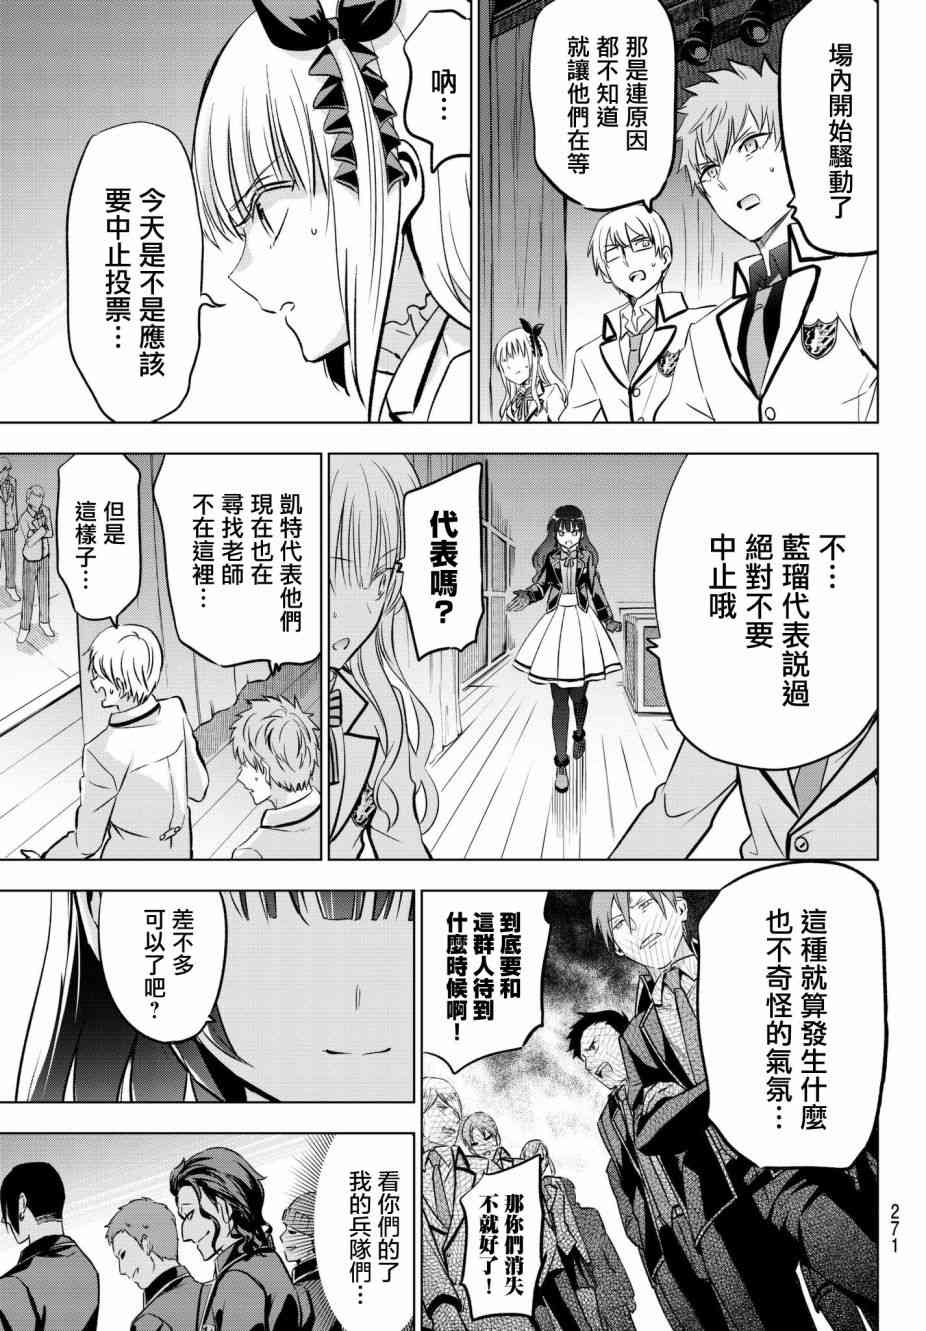 場內開始騷動了
那是連原因
都不知道
就讓他們在等
吶…
今天是不是應該
要中止投票…
不…
藍瑠代表說過
絕對不要
中止哦
代表嗎？
凱特代表他們
現在也在
尋找老師
不在這裡…
但是
這樣子…
這種就算發生什麼
也不奇怪的氣氛…
到底要和
這群人待到
什麼時候啊！
那你們消失
不就好了！
差不多
可以了吧？
看你們的了
我的兵隊們…
271